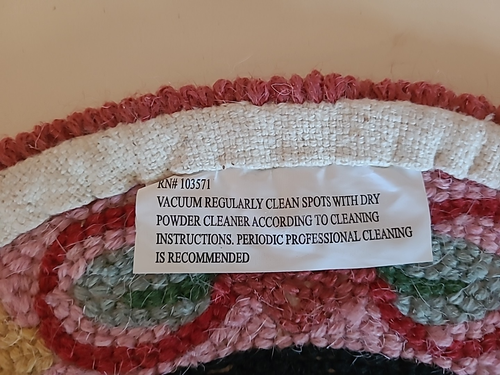 RN# 103571
VACUUM REGULARLY CLEAN SPOTS WITH DRY
POWDER CLEANER ACCORDING TO CLEANING
INSTRUCTIONS. PERIODIC PROFESSIONAL CLEANING
IS RECOMMENDED